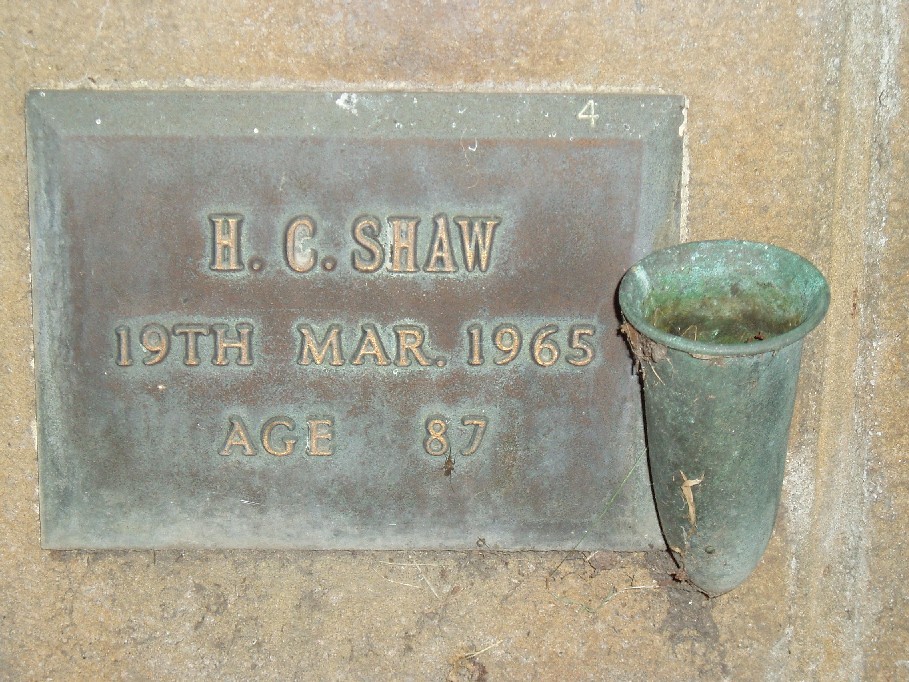 4
H. C. SHAW
19TH MAR. 1965
AGE 87